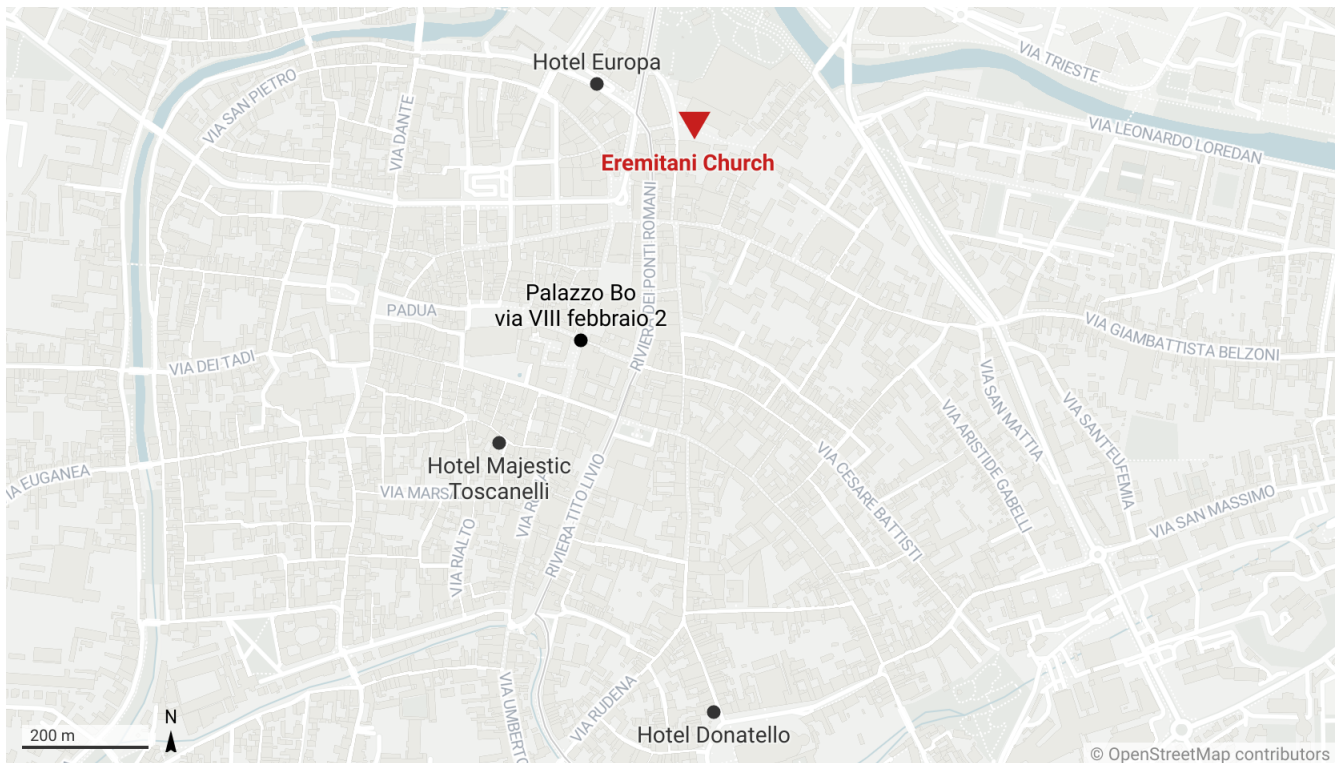 Hotel Europa
VIA TRIESTE
VIA SAN PIETRO
VIA DANTE
VIA LEONARDO LOREDAN
Eremitani Church
RIVIERA DEI PONTI ROMANI
Palazzo Bo
via VIII febbraio 2
PADUA
VIA GIAMBATTISTA BELZONI
VIA DEI TADI
VIA SAN MATTIA
VIA ARISTIDE GABELLI
VIA SANT'EUFEMIA
VIA CESARE BATTISTI
Hotel Majestic
Toscanelli
IA EUGANEA
VIA MARS
VIA R
RIVIERA TITO LIVIO
VIA RIALTO
VIA SAN MASSIMO
VIA UMBERTO
VIA RUDENA
Hotel Donatello
N
200 m
© OpenStreetMap contributors